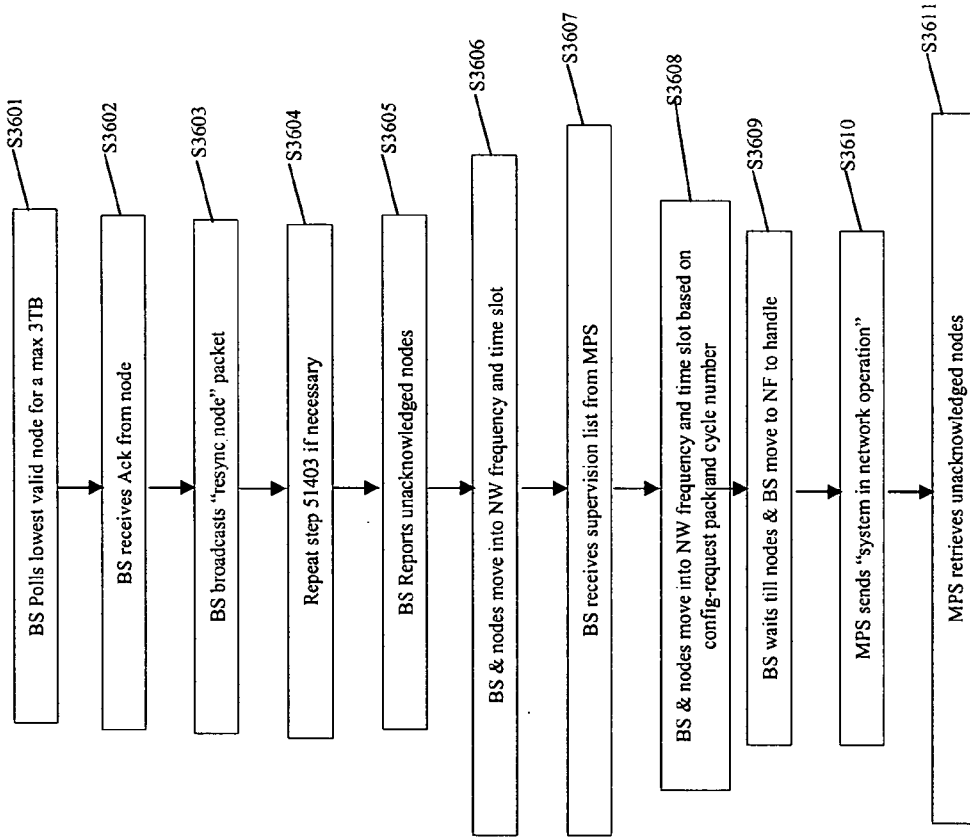 BS Polls lowest valid node for a max 3TB
S3601
BS receives Ack from node
S3602
BS broadcasts “resync node” packet
S3603
Repeat step 51403 if necessary
S3604
BS Reports unacknowledged nodes
S3605
BS & nodes move into NW frequency and time slot
S3606
BS receives supervision list from MPS
S3607
BS & nodes move into NW frequency and time slot based on
config-request pack and cycle number
S3608
BS waits till nodes & BS move to NF to handle
S3609
MPS sends “system in network operation”
S3610
MPS retrieves unacknowledged nodes
S3611